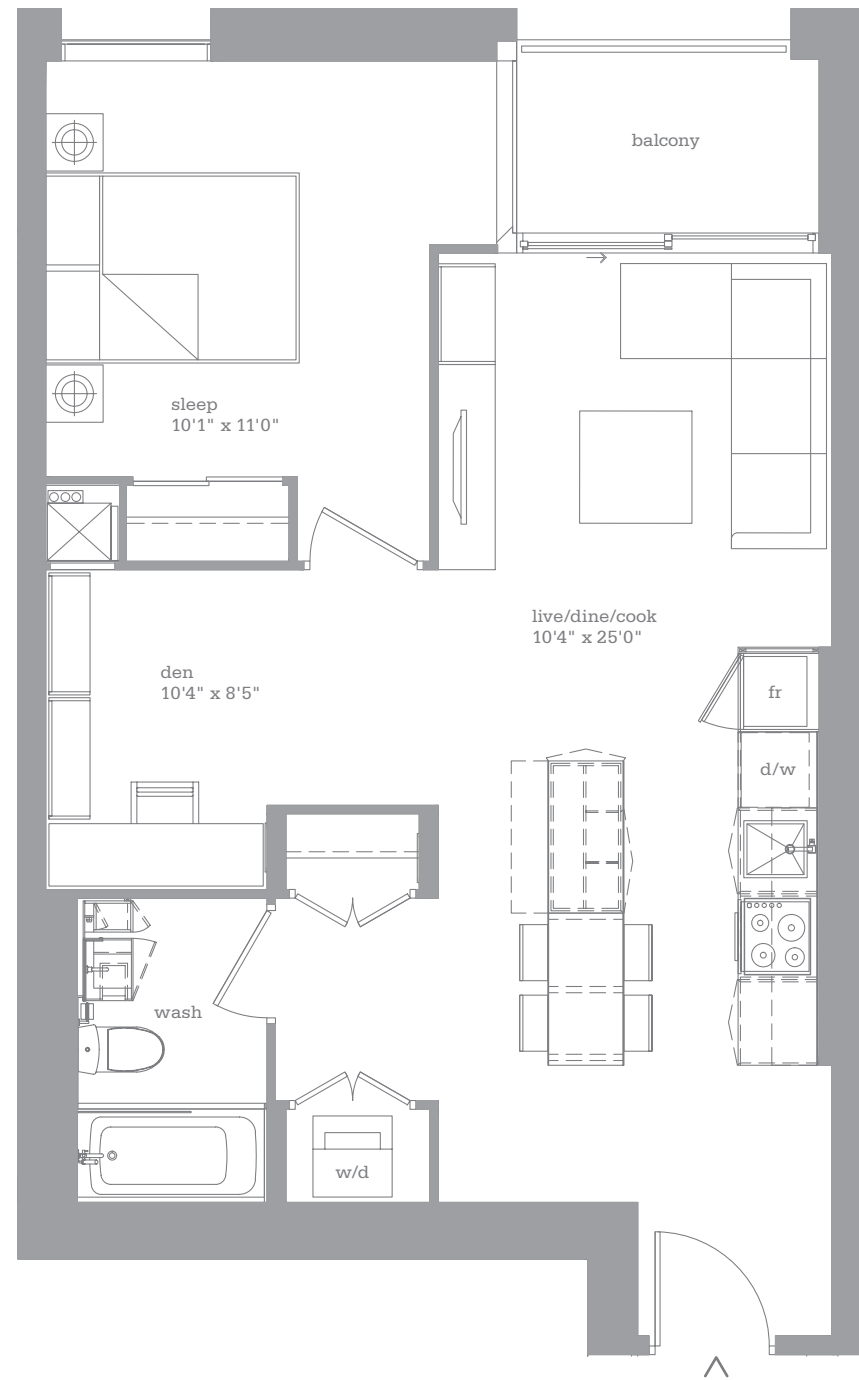 balcony
sleep
10'1" x 11'0"
live/dine/cook
10'4" x 25'0"
den
10'4" x 8'5"
fr
d/w
wash
w/d